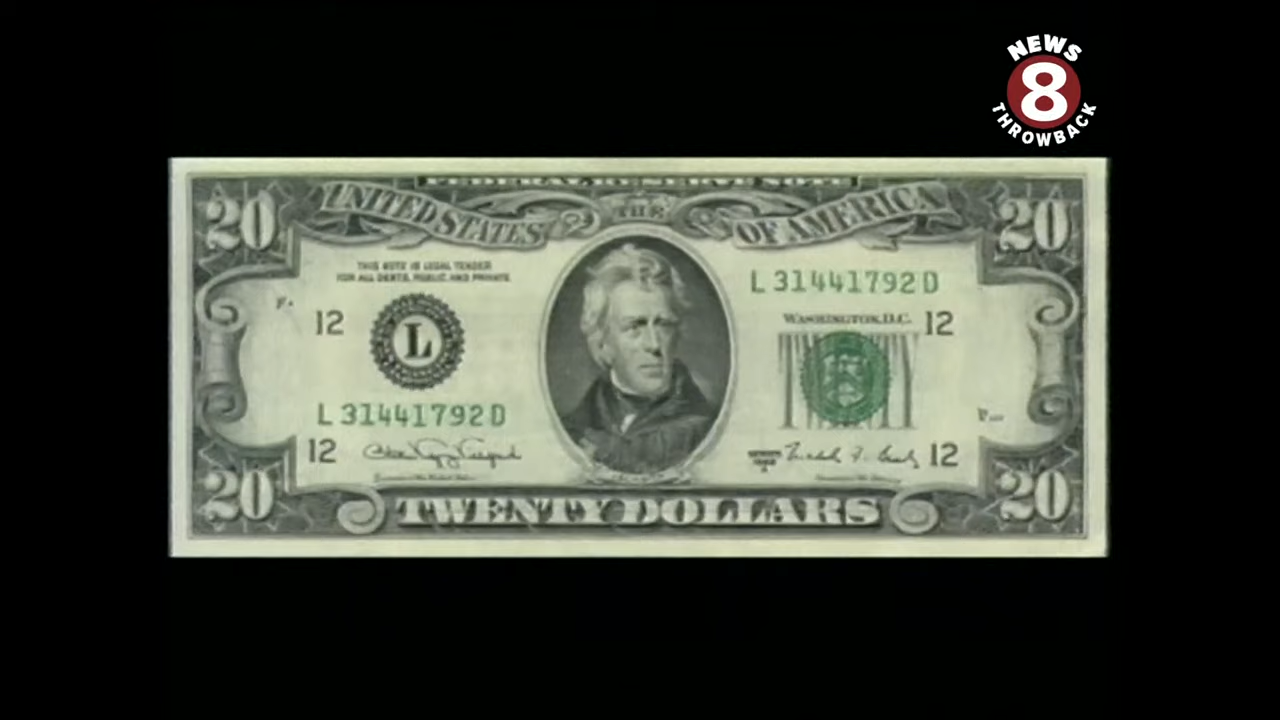 NEWS
8
THROWBACK
FEDERAL RESERVE NOTE
20
UNITED STATES
THE
OF AMERICA
20
THIS NOTE IS LEGAL TENDER
FOR ALL DEBTS, PUBLIC AND PRIVATE
L 31441792 D
WASHINGTON, D.C.
12
L
12
L 31441792 D
12
SERIES
12
20
TWENTY DOLLARS
20